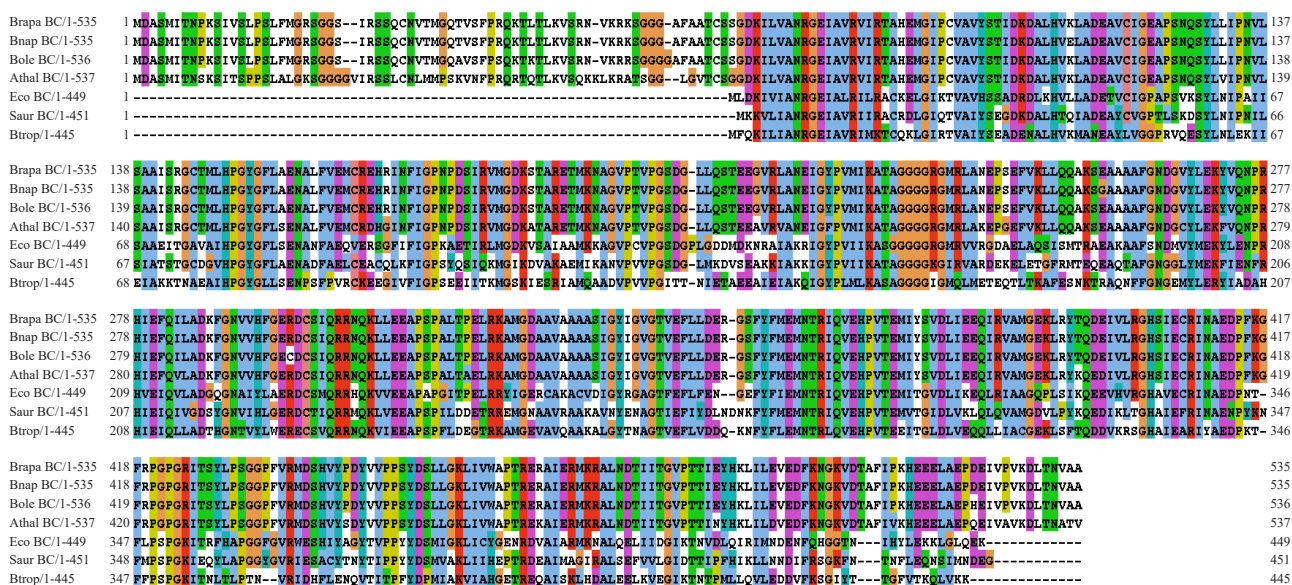 Brapa BC/1-535 1 MDASMITNPKSIVSLPSLFMGRSGGS--IRSSQCNVTMGQTVSFPRQKTLTLKVSRN-VKRKSGGG-AFAATCSSGDKILVANRGEIAVRVIRTAHEMGIPCVAVYSTIDKDALHVKLADEAVCIGEAPSNQSYLLIPNVL 137
Bnap BC/1-535 1 MDASMITNPKSIVSLPSLFMGRSGGS--IRSSQCNVTMGQTVSFPRQKTLTLKVSRN-VKRKSGGG-AFAATCSSGDKILVANRGEIAVRVIRTAHEMGIPCVAVYSTIDKDALHVELADEAVCIGEAPSNQSYLLIPNVL 137
Bole BC/1-536 1 MDASMITNPKSIVSLPSLFMGRSGGS--IRSSQCNVTMGQAVSFPRQKTLTLKVSRN-VKRKSGGGGAFAATCSSGDKILVANRGEIAVRVIRTAHEMGIPCVAVYSTIDKDALHVKLADEAVCIGEAPSNQSYLLIPNVL 138
Athal BC/1-537 1 MDASMITNSKSITSPPSLALGKSGGGGVIRSSLCNLMMPSKVNFPRQRTQTLKVSQKKLKRATSGG--LGVTCSGGDKILVANRGEIAVRVIRTAHEMGIPCVAVYSTIDKDALHVKLADEAVCIGEAPSNQSYLVIPNVL 139
Eco BC/1-449 1 --------------------------------------------------------------------------MLDKIVIANRGEIALRILRACKELGIKTVAVHSSADRDLKHVLLADETVCIGPAPSVKSYLNIPAII 67
Saur BC/1-451 1 --------------------------------------------------------------------------–MKKVLIANRGEIAVRIIRACRDLGIQTVAIYSEGDKDALHTQIADEAYCVGPTLSKDSYLNIPNIL 66
Btrop/1-445 1 --------------------------------------------------------------------------MFQKILIANRGEIAVRIMKTCQKLGIRTVAIYSEADENALHVKMANEAYLVGGPRVQESYLNLEKII 67
Brapa BC/1-535 138 SAAISRGCTMLHPGYGFLAENALFVEMCREHRINFIGPNPDSIRVMGDKSTARETMKNAGVPTVPGSDG-LLQSTEEGVRLANEIGYPVMIKATAGGGGRGMRLANEPSEFVKLLQQAKSEAAAAFGNDGVYLEKYVQNPR 277
Bnap BC/1-535 138 SAAISRGCTMLHPGYGFLAENALFVEMCREHRINFIGPNPDSIRVMGDKSTARETMKNAGVPTVPGSDG-LLQSTEEGVRLANEIGYPVMIKATAGGGGRGMRLANEPSEFVKLLQQAKSGAAAAFGNDGVYLEKYVQNPR 277
Bole BC/1-536 139 SAAISRGCTMLHPGYGFLAENALFVEMCREHRINFIGPNPDSIRVMGDKSTARETMKNAGVPTVPGSDG-LLQSTEEGVRLANEIGYPVMIKATAGGGGRGMRLANEPSEFVKLLQQAKSEAAAAFGNDGVYLEKYVQNPR 278
Athal BC/1-537 140 SAAISRGCTMLHPGYGFLAENALFVEMCRDHGINFIGPNPDSIRVMGDKATARETMKNAGVPTVPGSDG-LLQSTEEAVRVANEIGFPVMIKATAGGGGRGMRLAKEPGEFVKLLQQAKSEAAAAFGNDGCYLEKFVQNPR 279
Eco BC/1-449 68 SAAEITGAVAIHPGYGFLSENANFAEQVERSGFIFIGPKAETIRLMGDKVSAIAAMKKAGVPCVPGSDGPLGDDMDKNRAIAKRIGYPVIIKASGGGGGRGMRVVRGDAELAQSISMTRAEAKAAFSNDMVYMEKYLENPR 208
Saur BC/1-451 67 SIATSTGCDGVHPGYGFLAENADFAELCEACQLKFIGPSYQSIQKMGIKDVAKAEMIKANVPVVPGSDG-LMKDVSEAKKIAKKIGYPVIIKATAGGGGKGIRVARDEKELETGFRMTEQEAQTAFGNGGLYMEKFIENFR 206
Btrop/1-445 68 EIAKKTNAEAIHPGYGLLSENPSFPVRCKEEGIVFIGPSEEIITKMGSKIESRIAMQAADVPVVPGITT-NIETAEEAIEIAKQIGYPLMLKASAGGGGIGMQLMETEQTLTKAFESNKTRAQNFFGNGEMYLERYIADAH 207
Brapa BC/1-535 278 HIEFQILADKFGNVVHFGERDCSIQRRNQKLLEEAPSPALTPELRKAMGDAAVAAAASIGYIGVGTVEFLLDER-GSFYFMEMNTRIQVEHPVTEMIYSVDLIEEQIRVAMGEKLRYTQDEIVLRGHSIECRINAEDPFKG 417
Bnap BC/1-535 278 HIEFQILADKFGNVVHFGERDCSIQRRNQKLLEEAPSPALTPELRKAMGDAAVAAAASIGYIGVGTVEFLLDER-GSFYFMEMNTRIQVEHPVTEMIYSVDLIEEQIRVAMGEKLRYTQDEIVLRGHSIECRINAEDPFKG 417
Bole BC/1-536 279 HIEFQILADKFGNVVHFGECDCSIQRRNQKLLEEAPSPALTPELRKAMGDAAVAAAASIGYIGVGTVEFLLDER-GSFYFMEMNTRIQVEHPVTEMIYSVDLIEEQIRVAMGEKLRYTQDEIVLRGHSIECRINAEDPFKG 418
Athal BC/1-537 280 HIEFQVLADKFGNVVHFGERDCSIQRRNQKLLEEAPSPALTAELRKAMGDAAVAAAASIGYIGVGTVEFLLDER-GSFYFMEMNTRIQVEHPVTEMIYSVDLIEEQIRVAMGEKLRYKQEDIVLRGHSIECRINAEDPFKG 419
Eco BC/1-449 209 HVEIQVLADGQGNAIYLAERDCSMQRRHQKVVEEAPAPGITPELRRYIGERCAKACVDIGYRGAGTFEFLFEN--GEFYFIEMNTRIQVEHPVTEMITGVDLIKEQLRIAAGQPLSIKQEEVHVRGHAVECRINAEDPNT- 346
Saur BC/1-451 207 HIEIQIVGDSYGNVIHLGERDCTIQRRMQKLVEEAPSPILDDETRREMGNAAVRAAKAVNYENAGTIEFIYDLNDNKFYFMEMNTRIQVEHPVTEMVTGIDLVKLQLQVAMGDVLPYKQEDIKLTGHAIEFRINAENPYKN 347
Btrop/1-445 208 HIEIQLLADTHGNTVYLWERECSVQRRNQKVIEEAPSPFLDEGTRKAMGEVAVQAAKALGYTNAGTVEFLVDDQ-KNFYFLEMNTRLQVEHPVTEEITGLDLVEQQLLIACGEKLSFTQDDVKRSGHAIEARIYAEDPKT- 346
Brapa BC/1-535 418 FRPGPGRITSYLPSGGPFVRMDSHVYPDYVVPPSYDSLLGKLIVWAPTRERAIERMKRALNDTIITGVPTTIEYHKLILEVEDFKNGKVDTAFIPKHEEELAEPDEIVPVKDLTNVAA 535
Bnap BC/1-535 418 FRPGPGRITSYLPSGGPFVRMDSHVYPDYVVPPSYDSLLGKLIVWAPTRERAIERMKRALNDTIITGVPTTIEYHKLILEVEDFKNGKVDTAFIPKHEEELAEPDEIVPVKDLTNVAA 535
Bole BC/1-536 419 FRPGPGRITSYLPSGGPFVRMDSHVYPDYVVPPSYDSLLGKLIVWAPTRERAIERMKRALNDTIITGVPTTIEYHKLILEVEDFKNGKVDTAFIPKHEEELAEPHEIVPVKDLTNVAA 536
Athal BC/1-537 420 FRPGPGRITSYLPSGGPFVRMDSHVYSDYVVPPSYDSLLGKLIVWAPTREKAIERMKRALNDTIITGVPTTINYHKLILDVEDFKNGKVDTAFIVKHEEELAEPQEIVAVKDLTNATV 537
Eco BC/1-449 347 FLPSPGKITRFHAPGGFGVRWESHIYAGYTVPPYYDSMIGKLICYGENRDVAIARMKNALQELIIDGIKTNVDLQIRIMNDENFQHGGTN---IHYLEKKLGLQEK------------- 449
Saur BC/1-451 348 FMPSPGKIEQYLAPGGFGVRIESACYTNYTIPPYYDSMVAKLIIHEPTRDEAIMAGIRALSEFVVLGIDTTIPFHIKLLNNDIFRSGKFN---TNFLEQNSIMNDEG------------ 451
Btrop/1-445 347 FFPSPGKITNLTLPTN--VRIDHFLENQVTITPFYDPMIAKVIAHGETREQAISKLHDALEELKVEGIKTNTPMLLQVLEDDVFKSGIYT---TGFVTKQLVKK--------------- 445